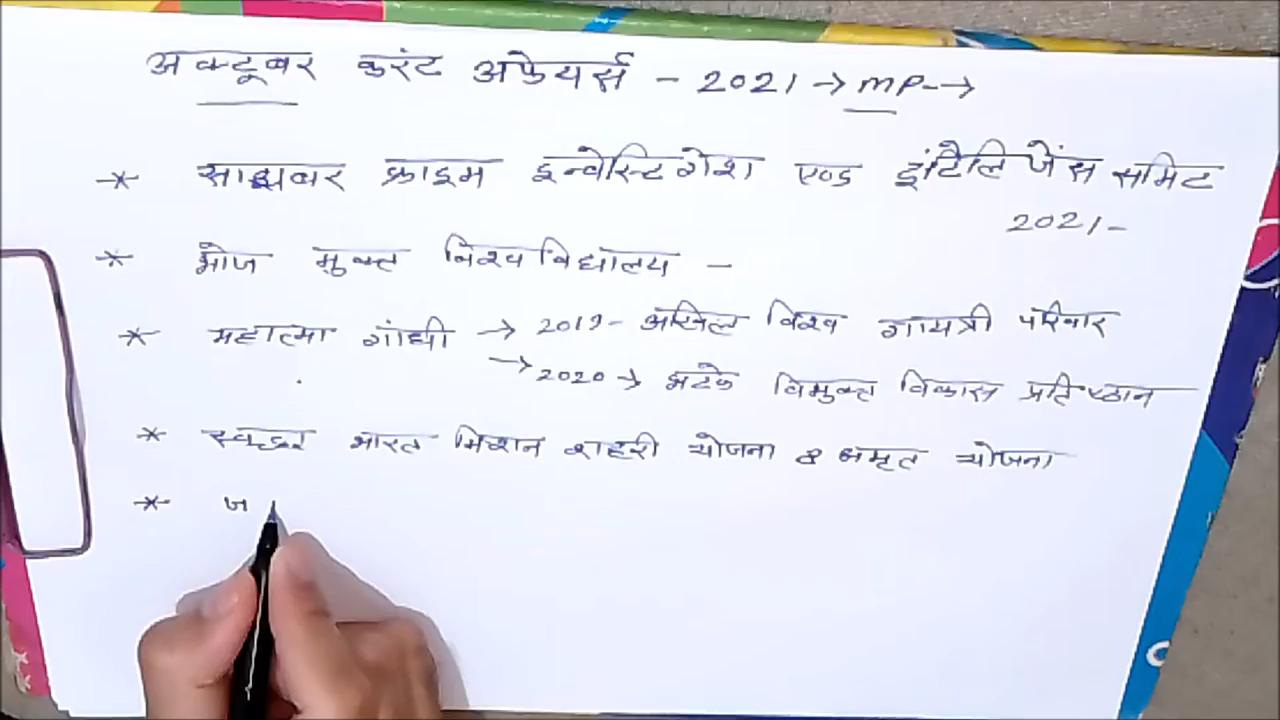 अक्टूबर करंट अफेयर्स - 2021 → MP-→
* साइबर क्राइम इन्वेस्टिगेश एण्ड इंटैलिजेंस समिट
2021-
* भोज मुक्त विश्वविद्यालय -
* महात्मा गांधी → 2019- अखिल विश्व गायत्री परिवार
→ 2020 → भटके विमुक्त विकास प्रतिष्ठान
* स्वच्छ भारत मिशन शहरी योजना & अमृत योजना
* ज